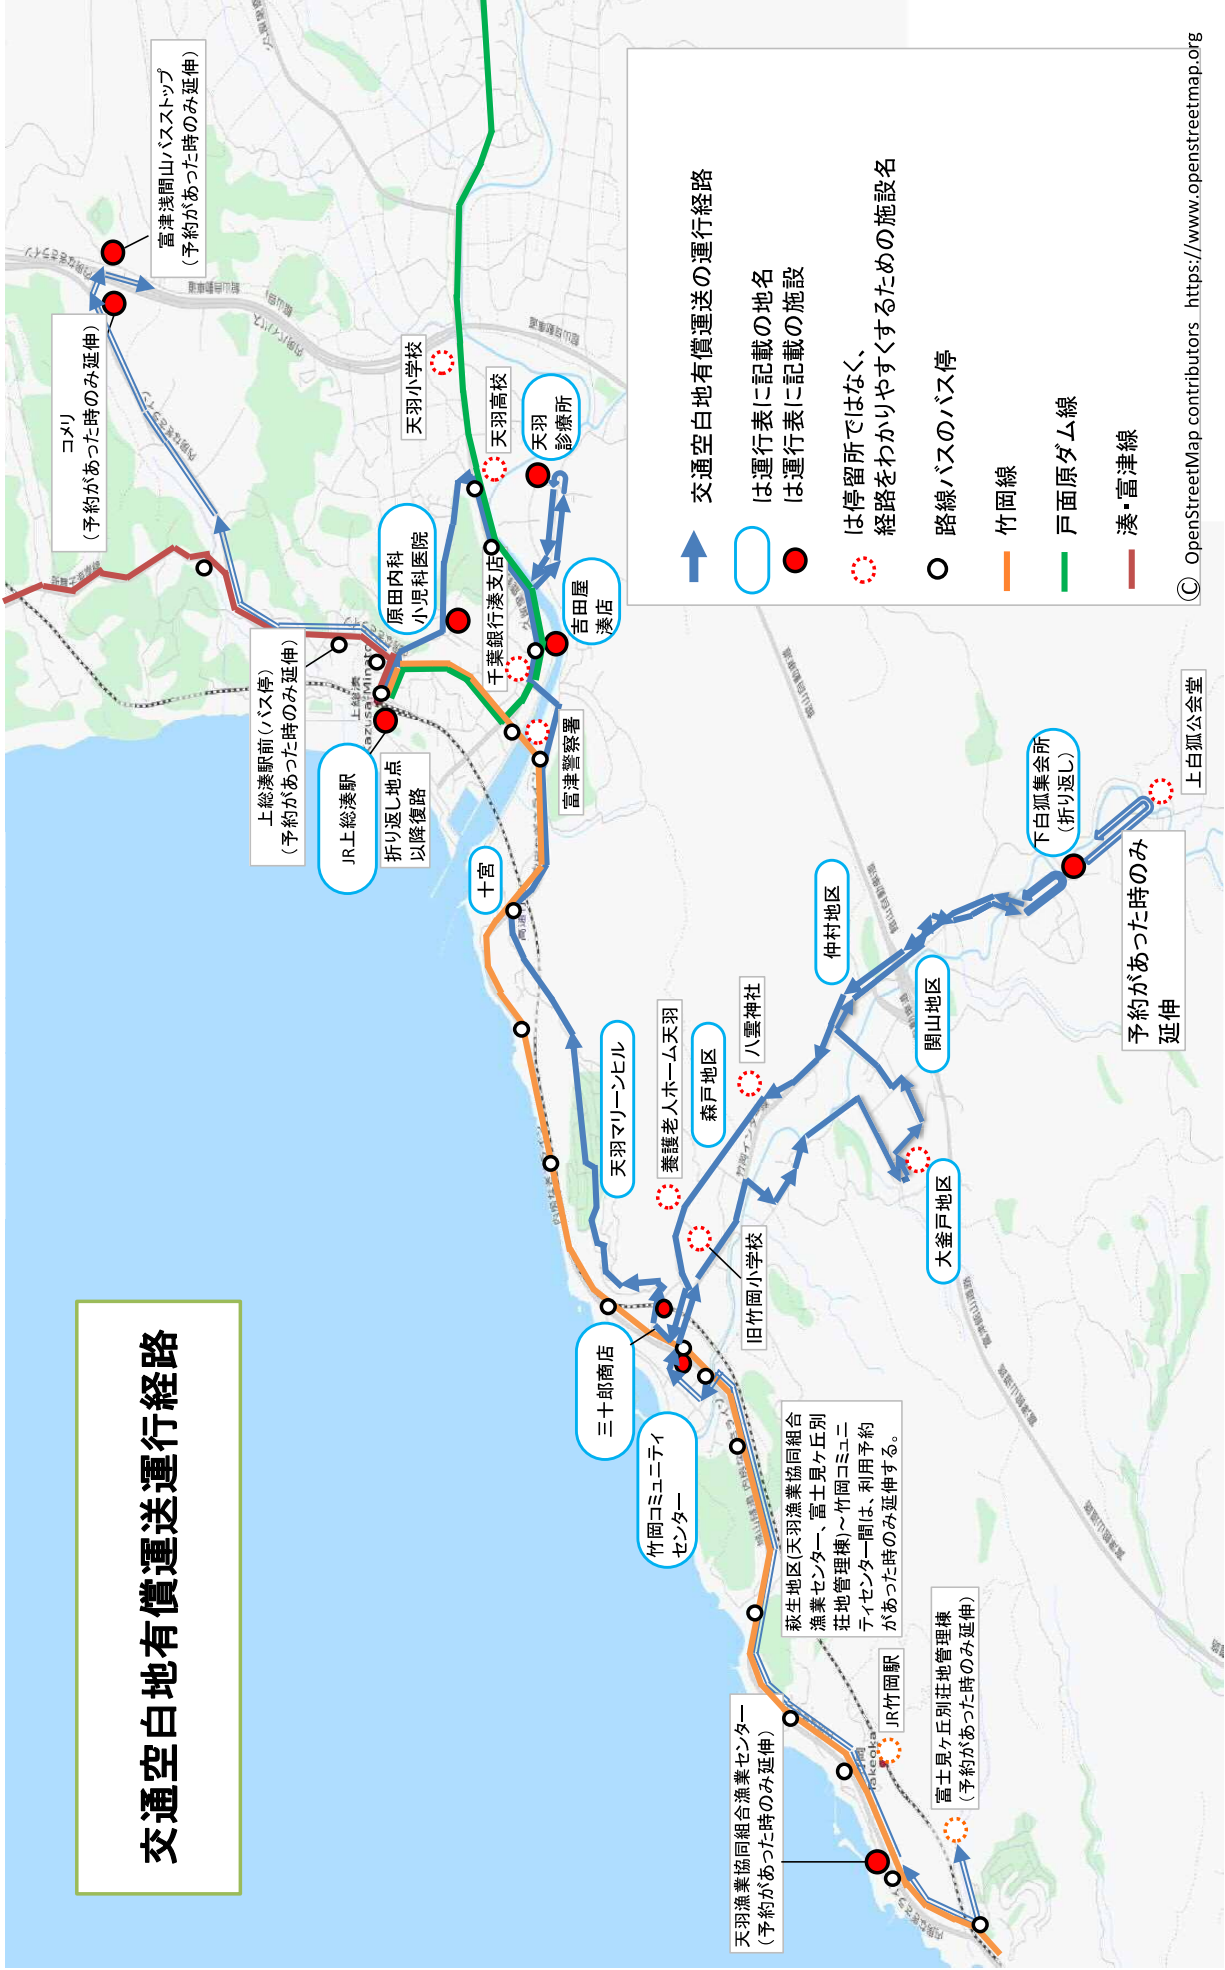 交通空白地有償運送運行経路
富津浅間山バスストップ
（予約があった時のみ延伸）
コメリ
（予約があった時のみ延伸）
上総湊駅前（バス停）
（予約があった時のみ延伸）
JR上総湊駅
折り返し地点
以降復路
原田内科
小児科医院
天羽小学校
天羽高校
天羽
診療所
千葉銀行湊支店
吉田屋
湊店
富津警察署
十宮
天羽マリーンヒル
養護老人ホーム天羽
森戸地区
八雲神社
仲村地区
関山地区
下白狐集会所
（折り返し）
上白狐公会堂
予約があった時のみ
延伸
大釜戸地区
旧竹岡小学校
三十郎商店
竹岡コミュニティ
センター
萩生地区(天羽漁業協同組合
漁業センター、富士見ヶ丘別
荘地管理棟)～竹岡コミュニ
ティセンター間は、利用予約
があった時のみ延伸する。
天羽漁業協同組合漁業センター
（予約があった時のみ延伸）
JR竹岡駅
富士見ヶ丘別荘地管理棟
（予約があった時のみ延伸）
交通空白地有償運送の運行経路
は運行表に記載の地名
は運行表に記載の施設
は停留所ではなく、
経路をわかりやすくするための施設名
路線バスのバス停
竹岡線
戸面原ダム線
湊・富津線
© OpenStreetMap contributors https://www.openstreetmap.org